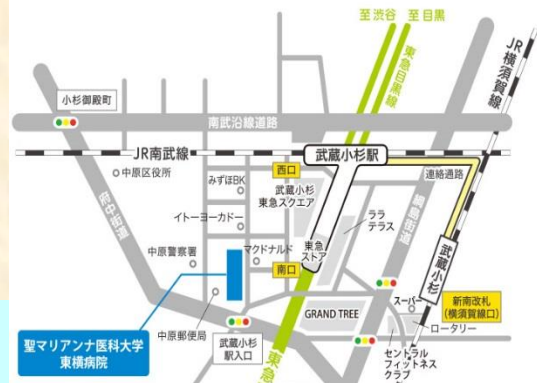 至渋谷 至目黒
JR横須賀線
東急目黒線
小杉御殿町
南武沿線道路
JR南武線
武蔵小杉駅
中原区役所
みずほBK
西口
武蔵小杉
東急スクエア
連絡通路
府中街道
綱島街道
イトーヨーカドー
ララ
テラス
武蔵小杉
中原警察署
マクドナルド
東急
ストア
南口
スーパー
新南改札
(横須賀線口)
GRAND TREE
ロータリー
中原郵便局
聖マリアンナ医科大学
東横病院
武蔵小杉
駅入口
セントラル
フィットネス
クラブ
東急